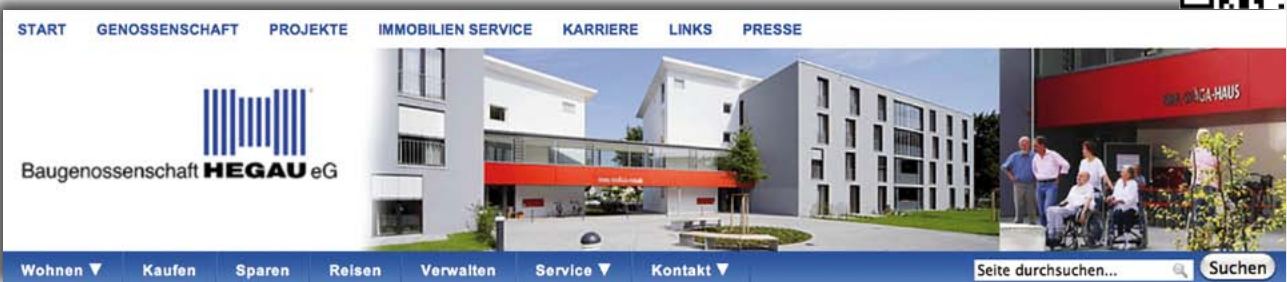 START GENOSSENSCHAFT PROJEKTE IMMOBILIEN SERVICE KARRIERE LINKS PRESSE
Baugenossenschaft HEGAU eG
Wohnen ▼ Kaufen Sparen Reisen Verwalten Service ▼ Kontakt ▼ Seite durchsuchen... Suchen